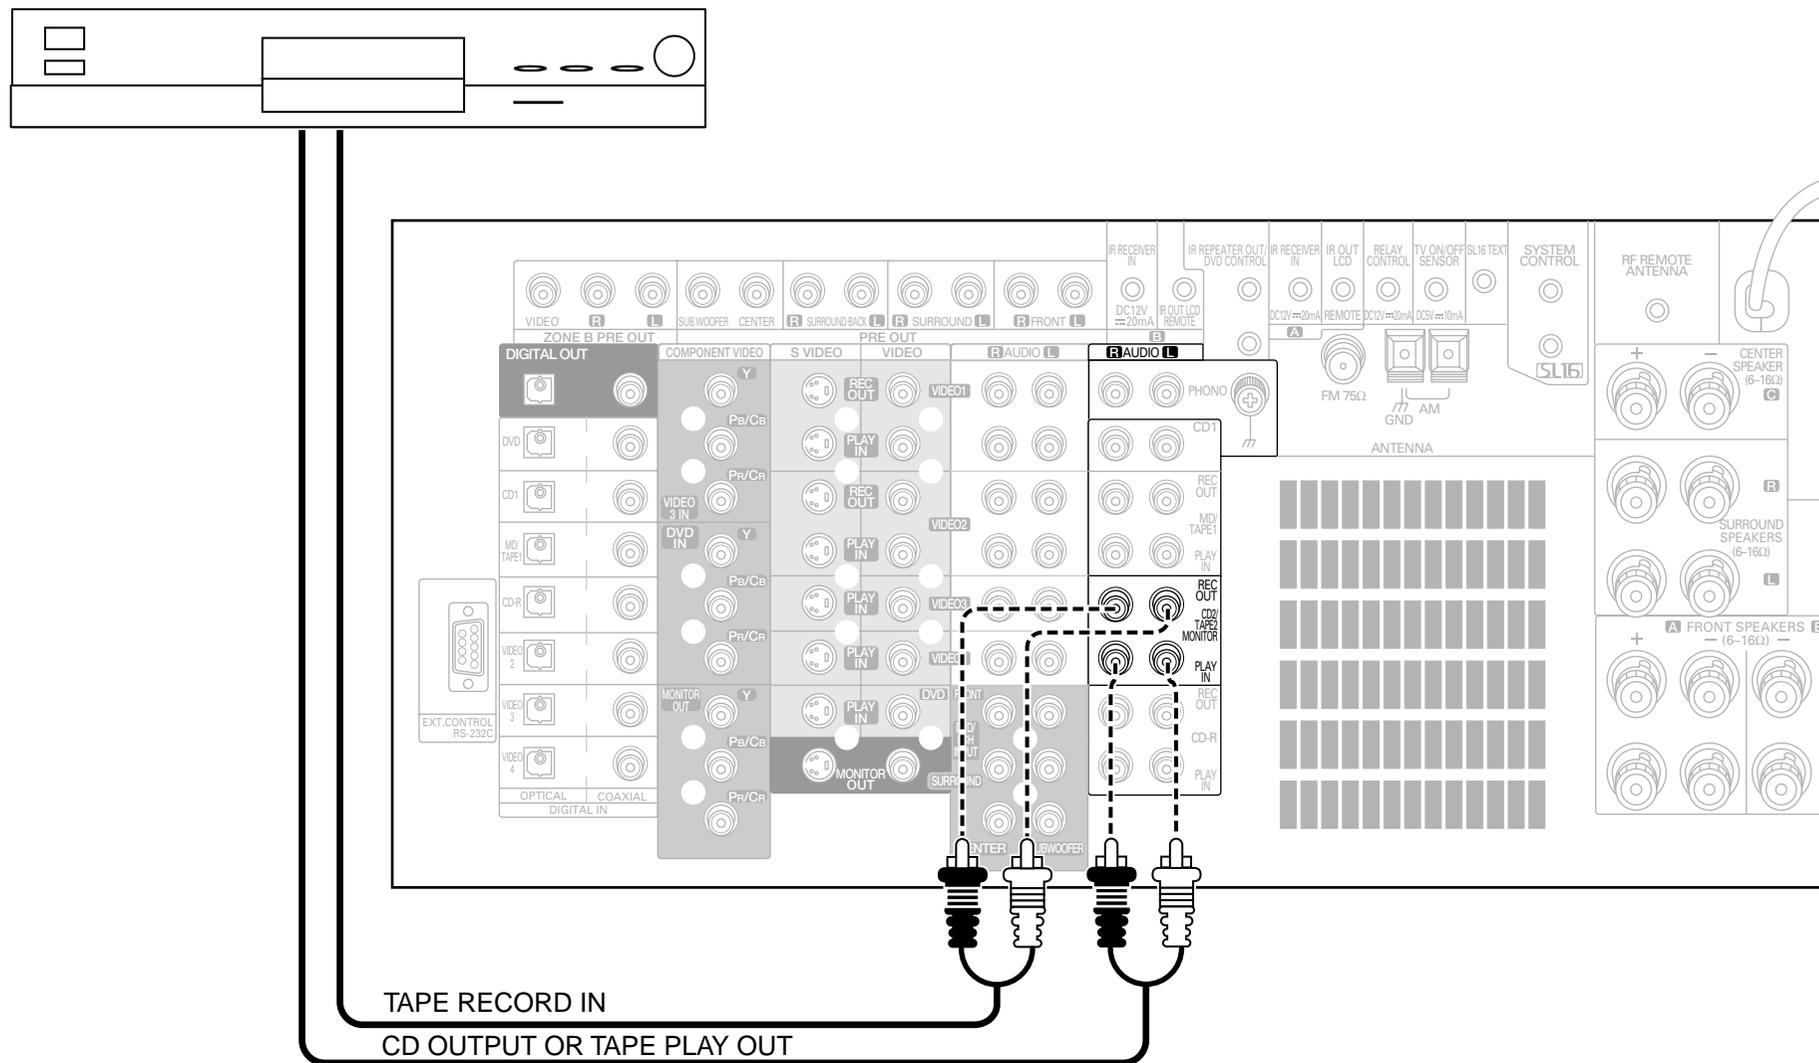 IR RECEIVER
IN
DC12V
⎓20mA
IR OUT LCD
REMOTE
B
IR REPEATER OUT/
DVD CONTROL
IR RECEIVER
IN
DC12V⎓20mA
A
IR OUT
LCD
REMOTE
RELAY
CONTROL
DC12V⎓20mA
TV ON/OFF
SENSOR
DC5V⎓10mA
SL16 TEXT
SYSTEM
CONTROL
SL16
RF REMOTE
ANTENNA
VIDEO R L
ZONE B PRE OUT
SUB WOOFER CENTER
R SURROUND BACK L
R SURROUND L
R FRONT L
PRE OUT
DIGITAL OUT
COMPONENT VIDEO
S VIDEO
VIDEO
R AUDIO L
R AUDIO L
DVD
CD1
MD/
TAPE1
CD-R
VIDEO
2
VIDEO
3
VIDEO
4
OPTICAL COAXIAL
DIGITAL IN
EXT.CONTROL
RS-232C
Y
PB/CB
PR/CR
VIDEO
3 IN
DVD
IN
Y
PB/CB
PR/CR
MONITOR
OUT
Y
PB/CB
PR/CR
REC
OUT
VIDEO1
PLAY
IN
REC
OUT
VIDEO2
PLAY
IN
PLAY
IN
VIDEO3
PLAY
IN
PLAY
IN
DVD
MONITOR
OUT
SURROUND
PHONO
CD1
REC
OUT
MD/
TAPE1
PLAY
IN
REC
OUT
CD2/
TAPE2
MONITOR
PLAY
IN
REC
OUT
CD-R
PLAY
IN
FM 75Ω
GND
AM
ANTENNA
+ −
CENTER
SPEAKER
(6–16Ω)
C
R
SURROUND
SPEAKERS
(6–16Ω)
L
A FRONT SPEAKERS
+ − (6–16Ω) −
TAPE RECORD IN
CD OUTPUT OR TAPE PLAY OUT